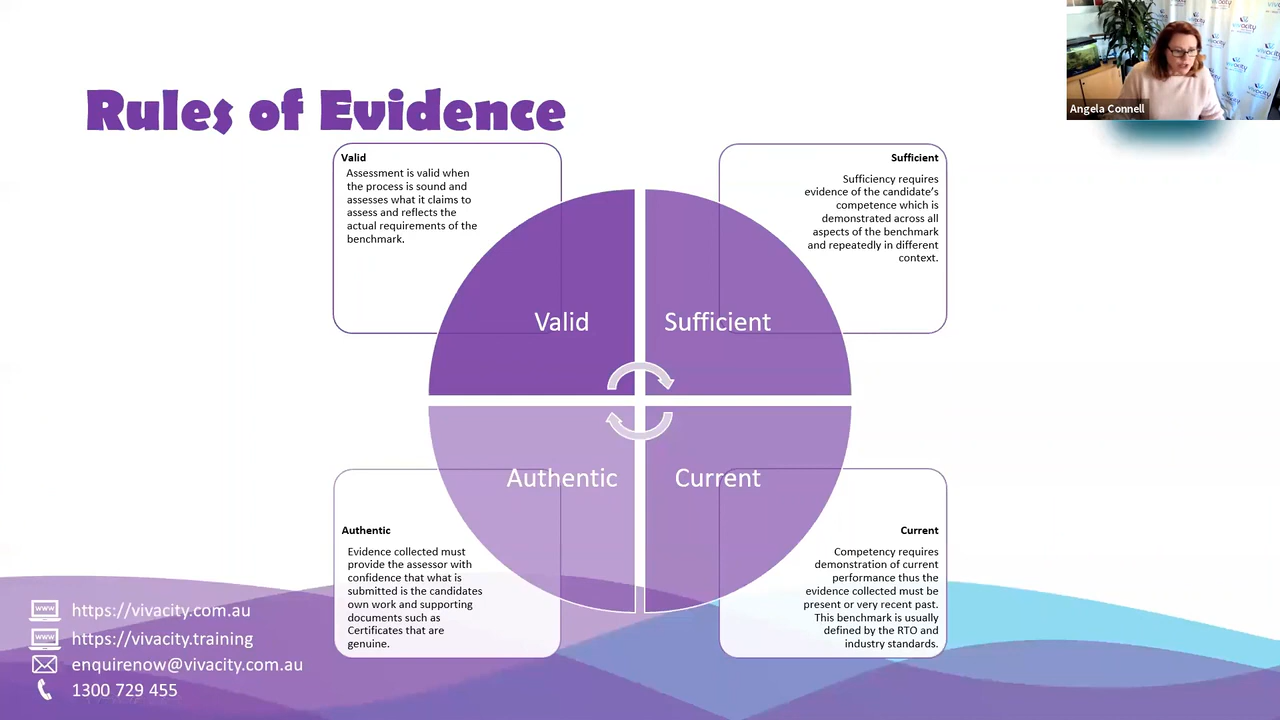 Angela Connell
Rules of Evidence
Valid
Assessment is valid when
the process is sound and
assesses what it claims to
assess and reflects the
actual requirements of the
benchmark.
Sufficient
Sufficiency requires
evidence of the candidate's
competence which is
demonstrated across all
aspects of the benchmark
and repeatedly in different
context.
Valid
Sufficient
Authentic
Current
Authentic
Evidence collected must
provide the assessor with
confidence that what is
submitted is the candidates
own work and supporting
documents such as
Certificates that are
genuine.
Current
Competency requires
demonstration of current
performance thus the
evidence collected must be
present or very recent past.
This benchmark is usually
defined by the RTO and
industry standards.
www https://vivacity.com.au
www https://vivacity.training
enquirenow@vivacity.com.au
1300 729 455